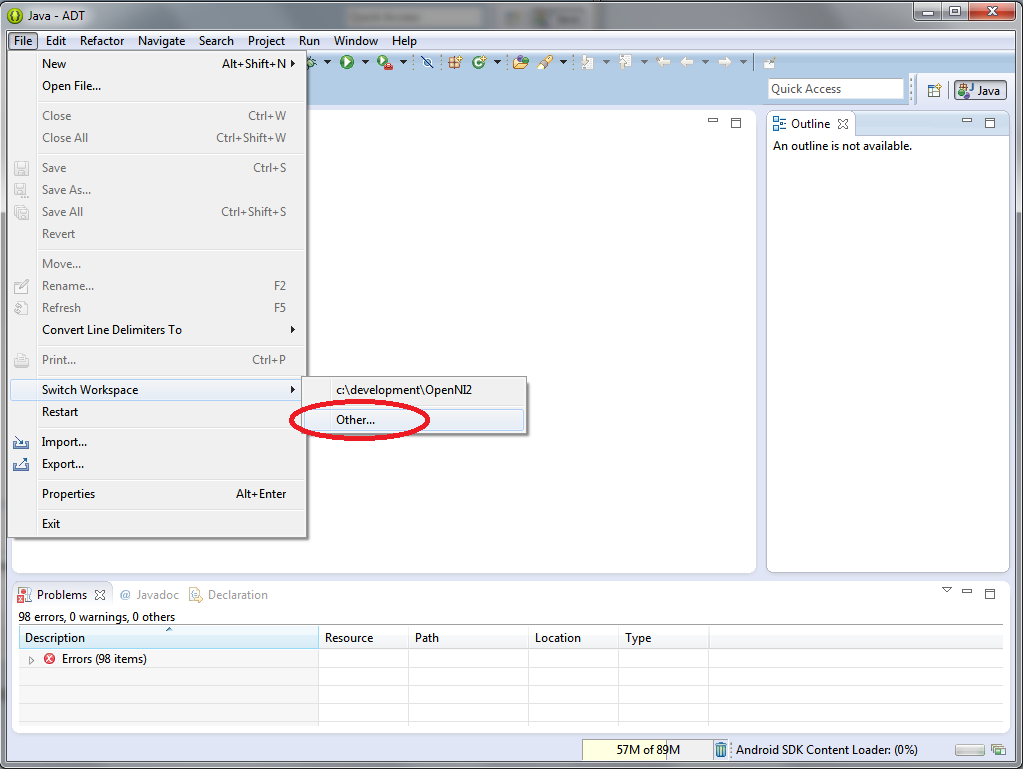 Java - ADT
File Edit Refactor Navigate Search Project Run Window Help
New Alt+Shift+N
Open File...
Quick Access
Java
Close Ctrl+W
Close All Ctrl+Shift+W
Save Ctrl+S
Save As...
Save All Ctrl+Shift+S
Revert
Move...
Rename... F2
Refresh F5
Convert Line Delimiters To
Print... Ctrl+P
Switch Workspace
Restart
Import...
Export...
Properties Alt+Enter
Exit
c:\development\OpenNI2
Other...
Outline
An outline is not available.
Problems @ Javadoc Declaration
98 errors, 0 warnings, 0 others
Description Resource Path Location Type
Errors (98 items)
57M of 89M
Android SDK Content Loader: (0%)